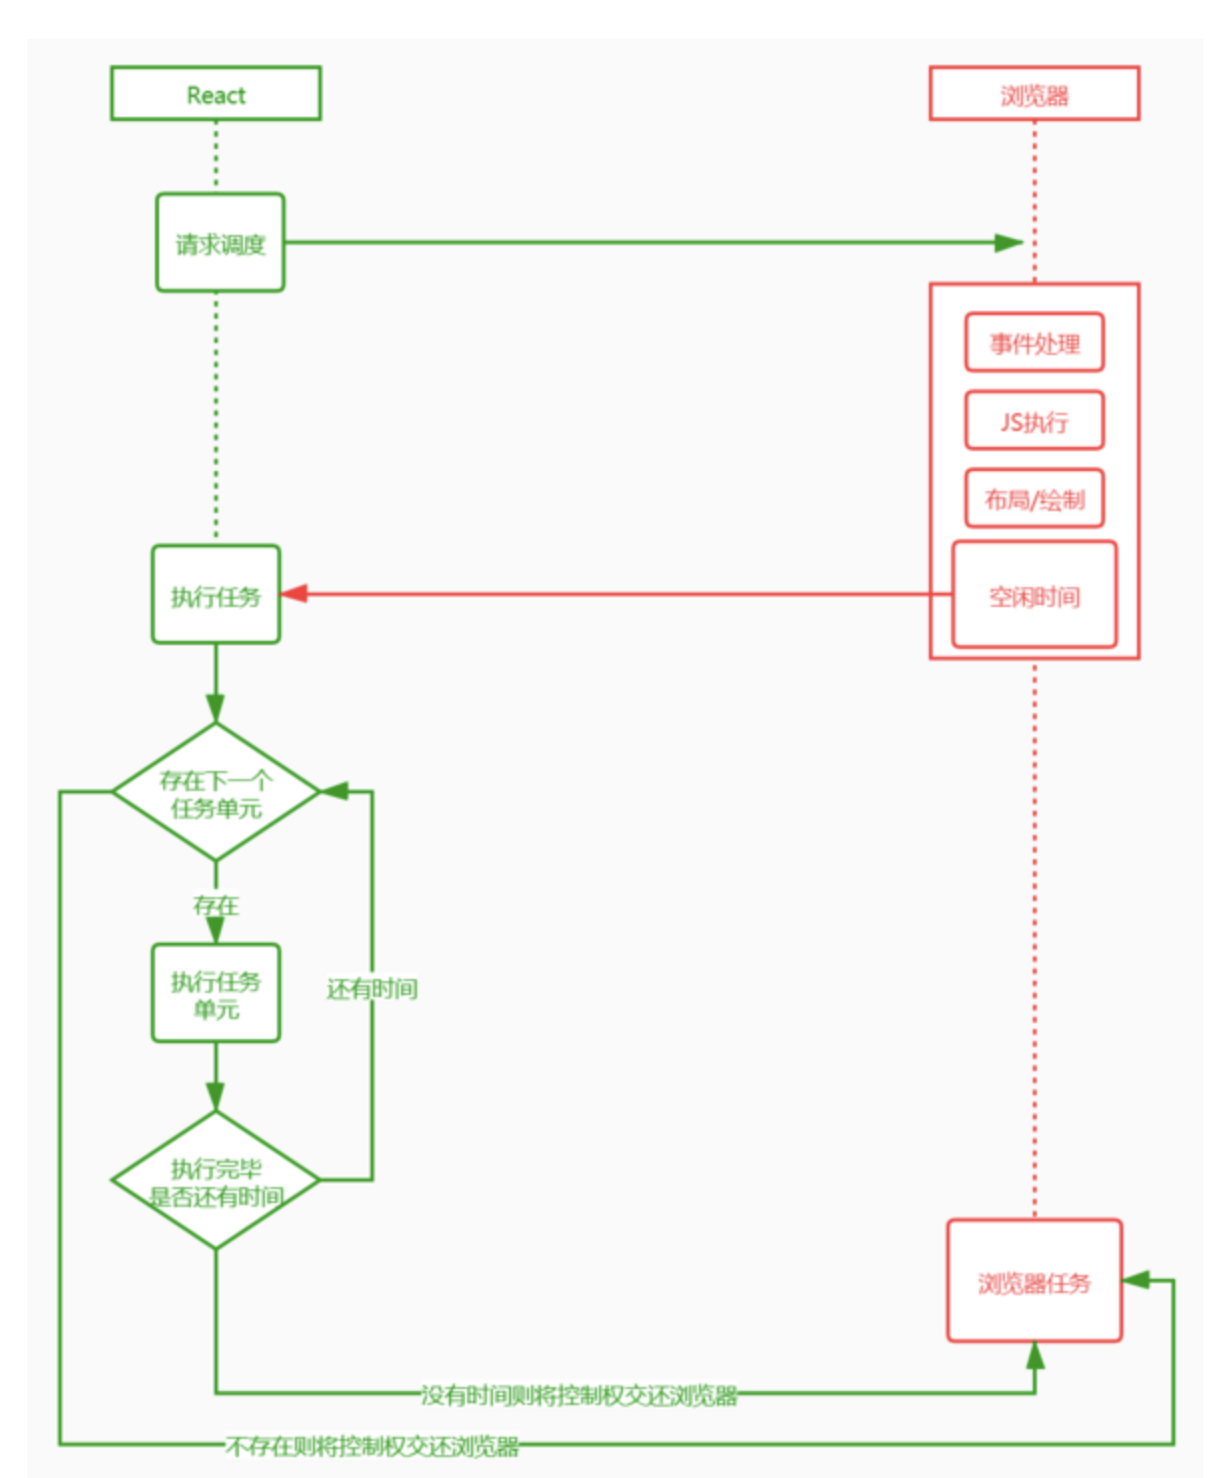 React
浏览器
请求调度
事件处理
JS执行
布局/绘制
空闲时间
执行任务
存在下一个
任务单元
存在
执行任务
单元
还有时间
执行完毕
是否还有时间
浏览器任务
没有时间则将控制权交还浏览器
不存在则将控制权交还浏览器